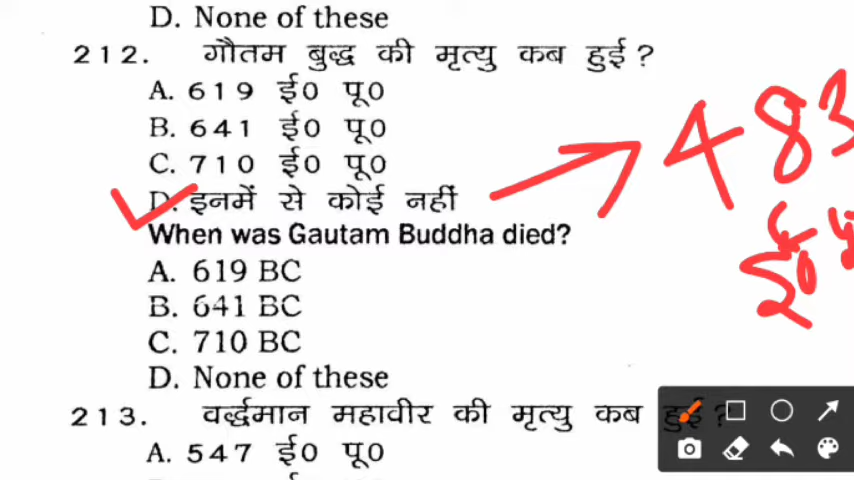 D. None of these
212. गौतम बुद्ध की मृत्यु कब हुई ?
A. 619 ई0 पू0
B. 641 ई0 पू0
C. 710 ई0 पू0
D. इनमें से कोई नहीं
483
When was Gautam Buddha died?
A. 619 BC
B. 641 BC
C. 710 BC
D. None of these
213. वर्द्धमान महावीर की मृत्यु कब हुई ?
A. 547 ई0 पू0